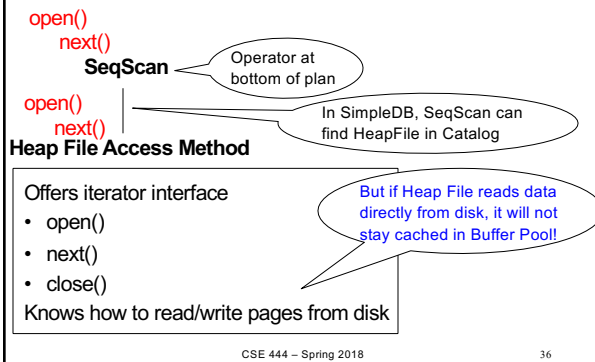 open()
next()
SeqScan
Operator at
bottom of plan
open()
next()
In SimpleDB, SeqScan can
find HeapFile in Catalog
Heap File Access Method
Offers iterator interface
• open()
• next()
• close()
Knows how to read/write pages from disk
But if Heap File reads data
directly from disk, it will not
stay cached in Buffer Pool!
CSE 444 – Spring 2018
36